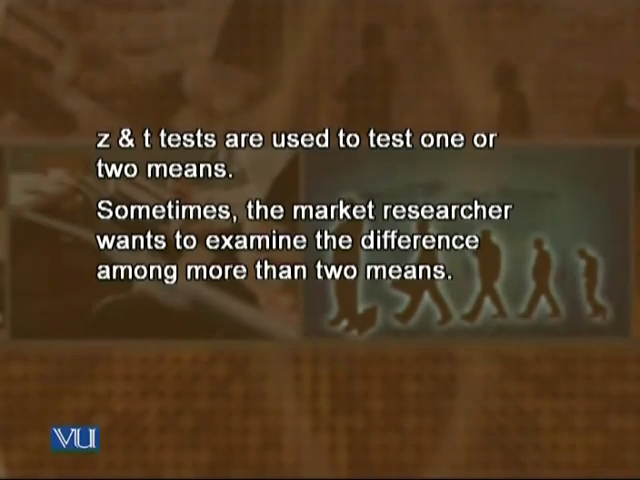 z & t tests are used to test one or
two means.
Sometimes, the market researcher
wants to examine the difference
among more than two means.
VU